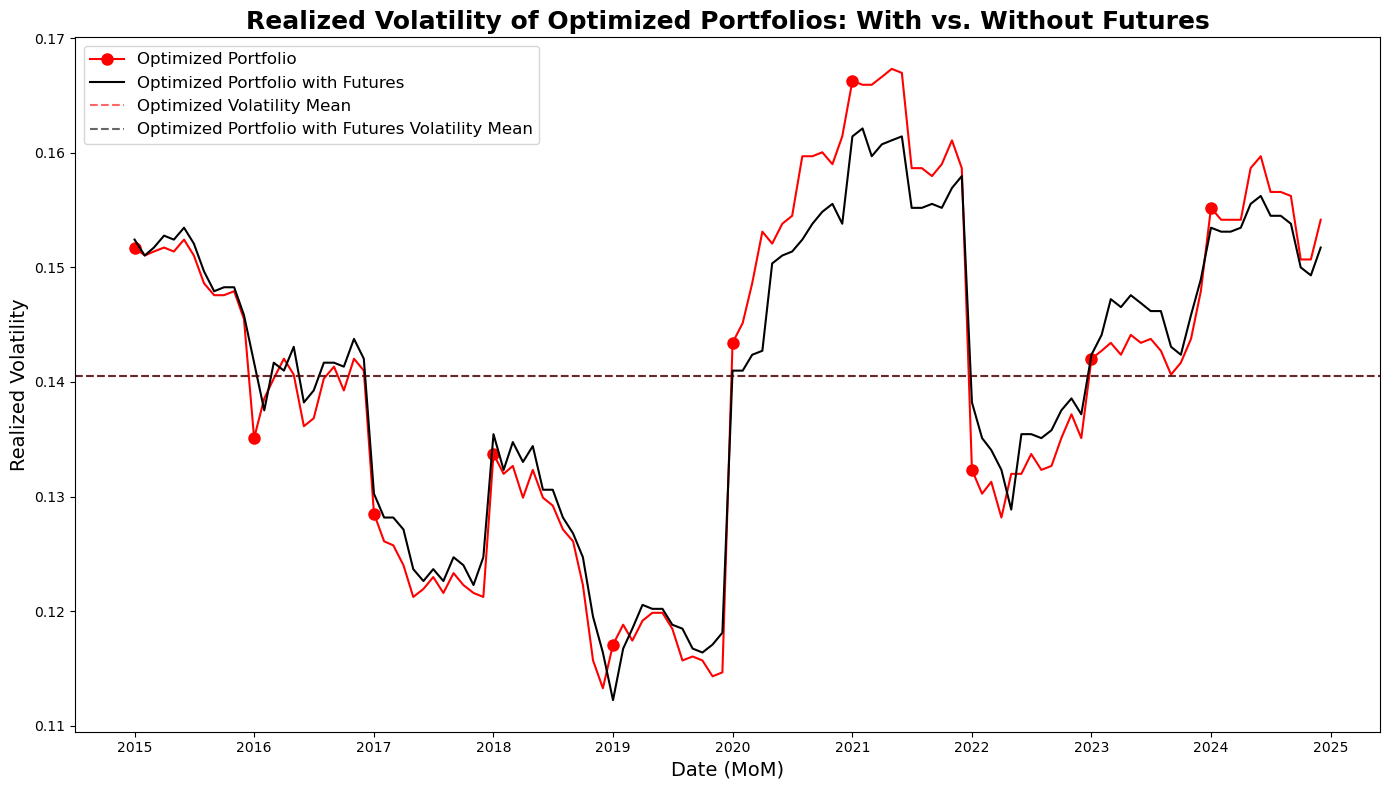 Realized Volatility of Optimized Portfolios: With vs. Without Futures
Optimized Portfolio
Optimized Portfolio with Futures
Optimized Volatility Mean
Optimized Portfolio with Futures Volatility Mean
Realized Volatility
0.17
0.16
0.15
0.14
0.13
0.12
0.11
2015 2016 2017 2018 2019 2020 2021 2022 2023 2024 2025
Date (MoM)